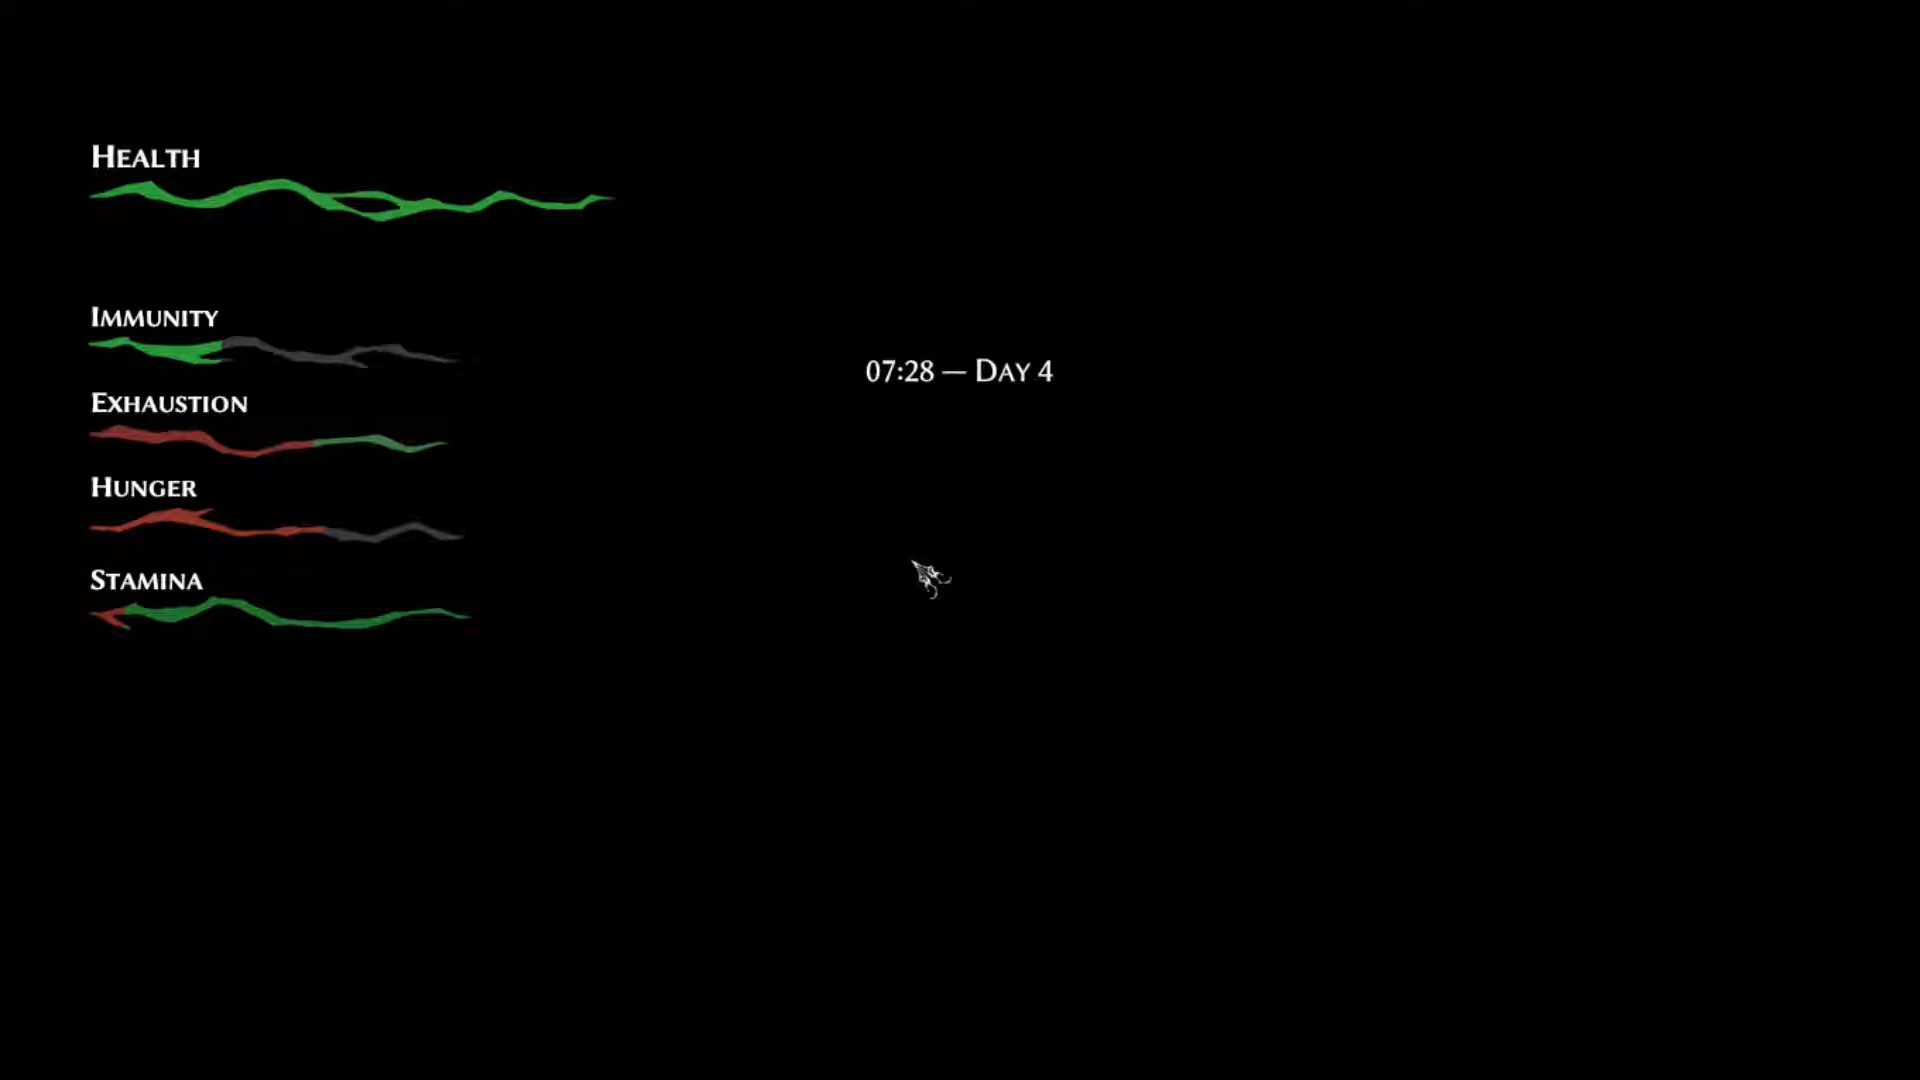 HEALTH
IMMUNITY
EXHAUSTION
HUNGER
STAMINA
07:28 — DAY 4